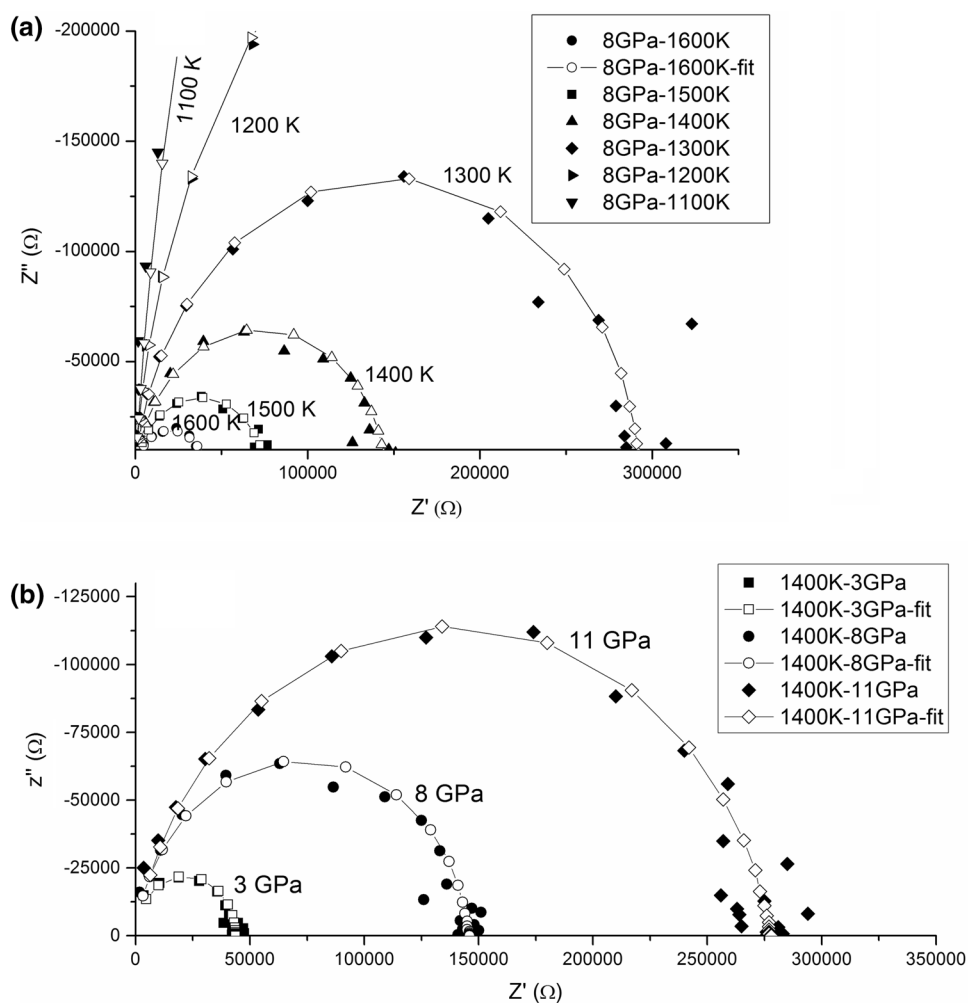 (a)
-200000
-150000
-100000
-50000
Z'' (Ω)
1100 K
1200 K
1300 K
1400 K
1500 K
1600 K
8GPa-1600K
8GPa-1600K-fit
8GPa-1500K
8GPa-1400K
8GPa-1300K
8GPa-1200K
8GPa-1100K
0
100000
200000
300000
Z' (Ω)
(b)
-125000
-100000
-75000
-50000
-25000
0
z'' (Ω)
11 GPa
8 GPa
3 GPa
1400K-3GPa
1400K-3GPa-fit
1400K-8GPa
1400K-8GPa-fit
1400K-11GPa
1400K-11GPa-fit
0
50000
100000
150000
200000
250000
300000
350000
Z' (Ω)